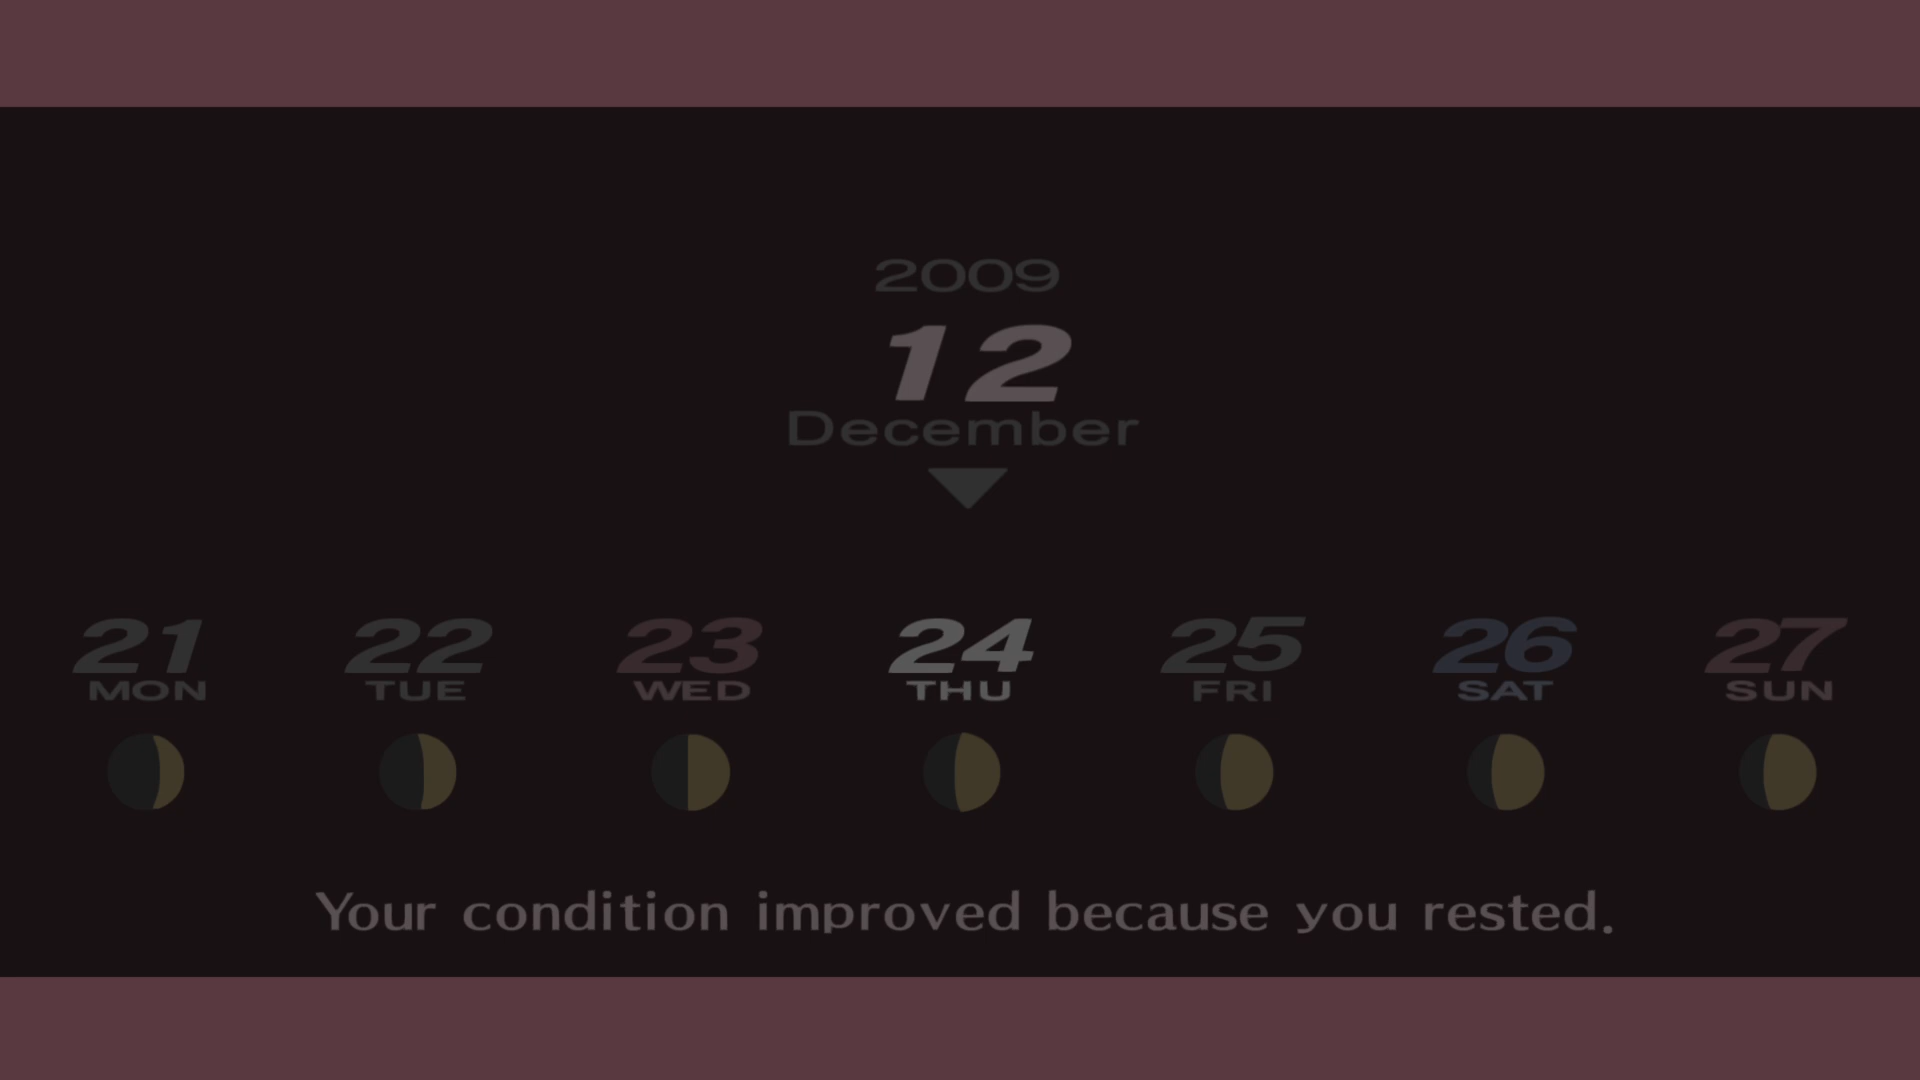 2009
12
December
21 22 23 24 25 26 27
MON TUE WED THU FRI SAT SUN
Your condition improved because you rested.